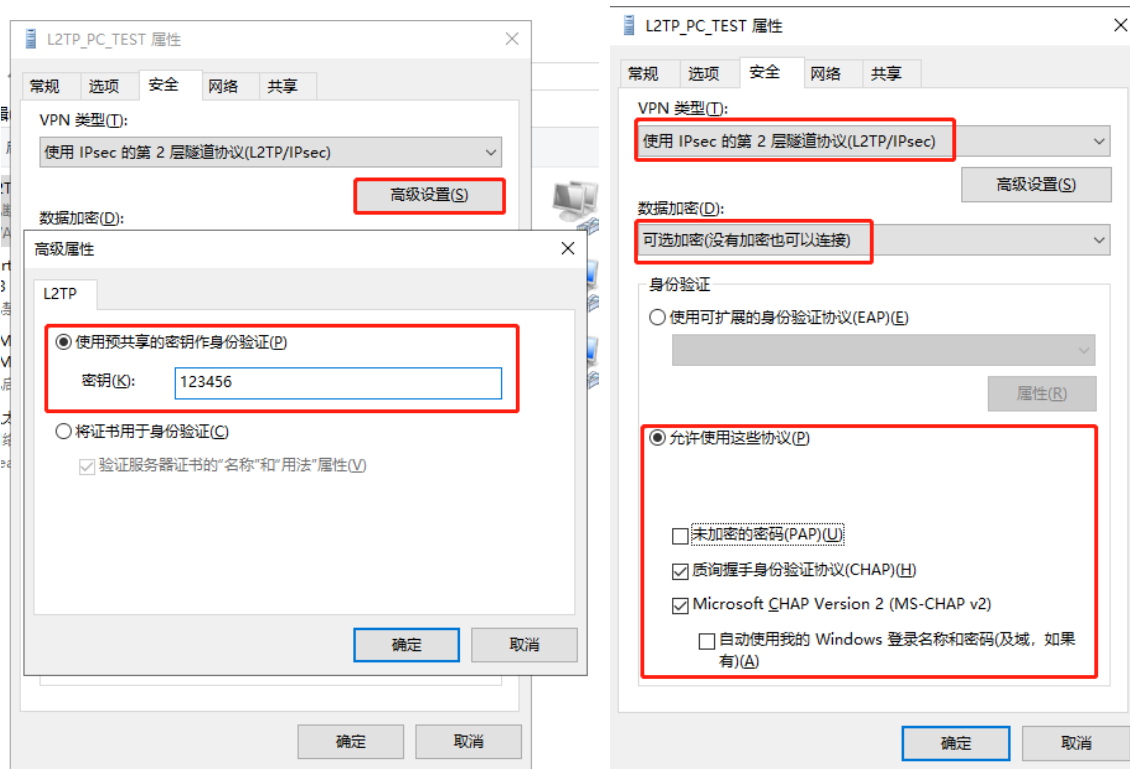 L2TP_PC_TEST 属性
常规 选项 安全 网络 共享
VPN 类型(T):
使用 IPsec 的第 2 层隧道协议(L2TP/IPsec)
高级设置(S)
数据加密(D):
高级属性
L2TP
使用预共享的密钥作身份验证(P)
密钥(K): 123456
将证书用于身份验证(C)
验证服务器证书的“名称”和“用法”属性(V)
确定 取消
确定 取消
L2TP_PC_TEST 属性
常规 选项 安全 网络 共享
VPN 类型(T):
使用 IPsec 的第 2 层隧道协议(L2TP/IPsec)
高级设置(S)
数据加密(D):
可选加密(没有加密也可以连接)
身份验证
使用可扩展的身份验证协议(EAP)(E)
属性(R)
允许使用这些协议(P)
未加密的密码(PAP)(U)
质询握手身份验证协议(CHAP)(H)
Microsoft CHAP Version 2 (MS-CHAP v2)
自动使用我的 Windows 登录名称和密码(及域，如果
有)(A)
确定 取消